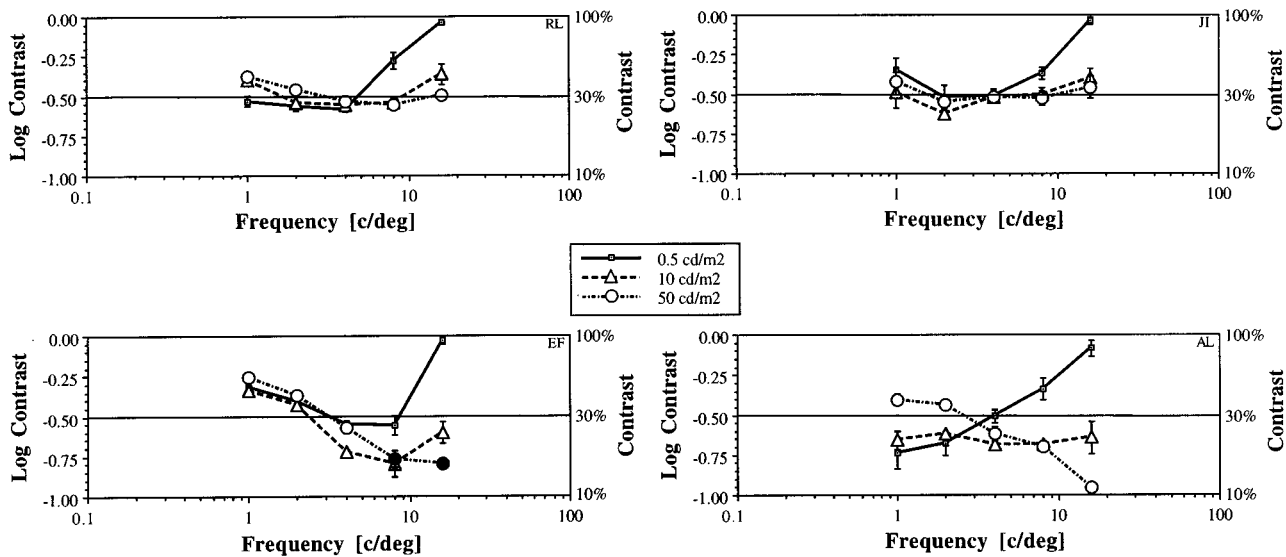 RL
Log Contrast
0.00
-0.25
-0.50
-0.75
-1.00
100%
30%
10%
Contrast
0.1
1
10
100
Frequency [c/deg]
JI
Log Contrast
0.00
-0.25
-0.50
-0.75
-1.00
100%
30%
10%
Contrast
0.1
1
10
100
Frequency [c/deg]
0.5 cd/m2
10 cd/m2
50 cd/m2
EF
Log Contrast
0.00
-0.25
-0.50
-0.75
-1.00
100%
30%
10%
Contrast
0.1
1
10
100
Frequency [c/deg]
AL
Log Contrast
0.00
-0.25
-0.50
-0.75
-1.00
100%
30%
10%
Contrast
0.1
1
10
100
Frequency [c/deg]